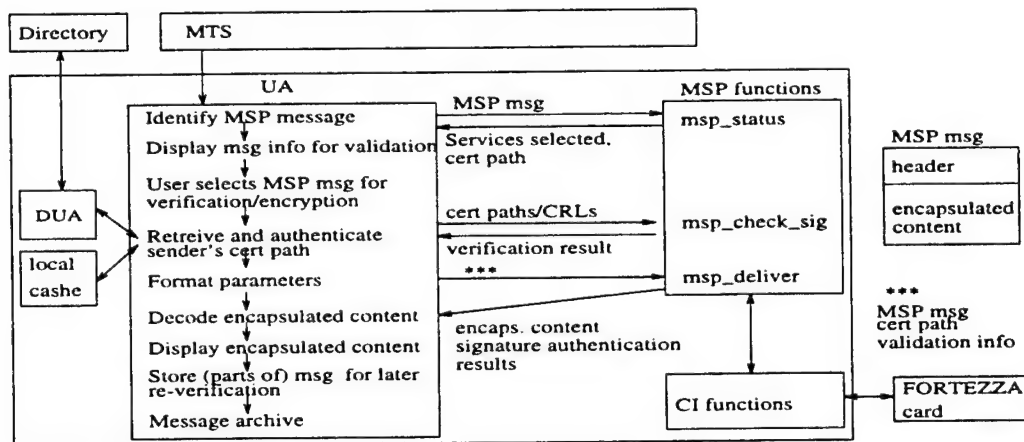 Directory
MTS
UA
MSP functions
Identify MSP message
Display msg info for validation
User selects MSP msg for
verification/encryption
Retreive and authenticate
sender's cert path
Format parameters
Decode encapsulated content
Display encapsulated content
Store (parts of) msg for later
re-verification
Message archive
DUA
local
cashe
MSP msg
Services selected,
cert path
cert paths/CRLs
verification result
***
encaps. content
signature authentication
results
msp_status
msp_check_sig
msp_deliver
CI functions
MSP msg
header
encapsulated
content
***
MSP msg
cert path
validation info
FORTEZZA
card